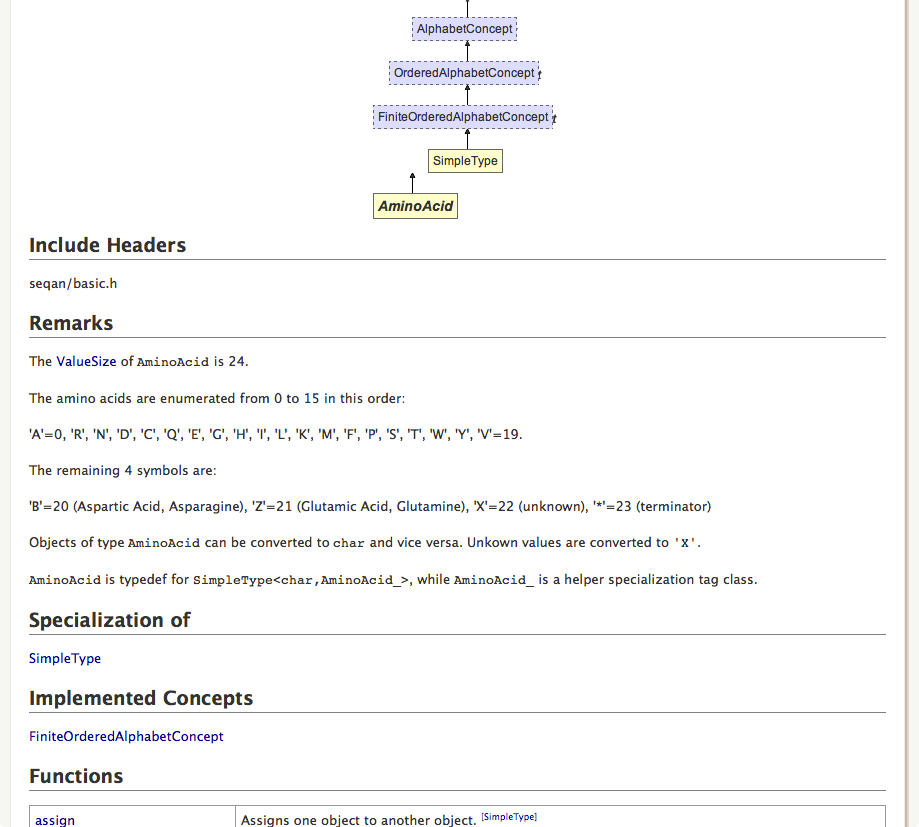 AlphabetConcept
OrderedAlphabetConcept
FiniteOrderedAlphabetConcept
SimpleType
AminoAcid
Include Headers
seqan/basic.h
Remarks
The ValueSize of AminoAcid is 24.
The amino acids are enumerated from 0 to 15 in this order:
'A'=0, 'R', 'N', 'D', 'C', 'Q', 'E', 'G', 'H', 'I', 'L', 'K', 'M', 'F', 'P', 'S', 'T', 'W', 'Y', 'V'=19.
The remaining 4 symbols are:
'B'=20 (Aspartic Acid, Asparagine), 'Z'=21 (Glutamic Acid, Glutamine), 'X'=22 (unknown), '*'=23 (terminator)
Objects of type AminoAcid can be converted to char and vice versa. Unkown values are converted to 'X'.
AminoAcid is typedef for SimpleType<char,AminoAcid_>, while AminoAcid_ is a helper specialization tag class.
Specialization of
SimpleType
Implemented Concepts
FiniteOrderedAlphabetConcept
Functions
assign Assigns one object to another object. [SimpleType]